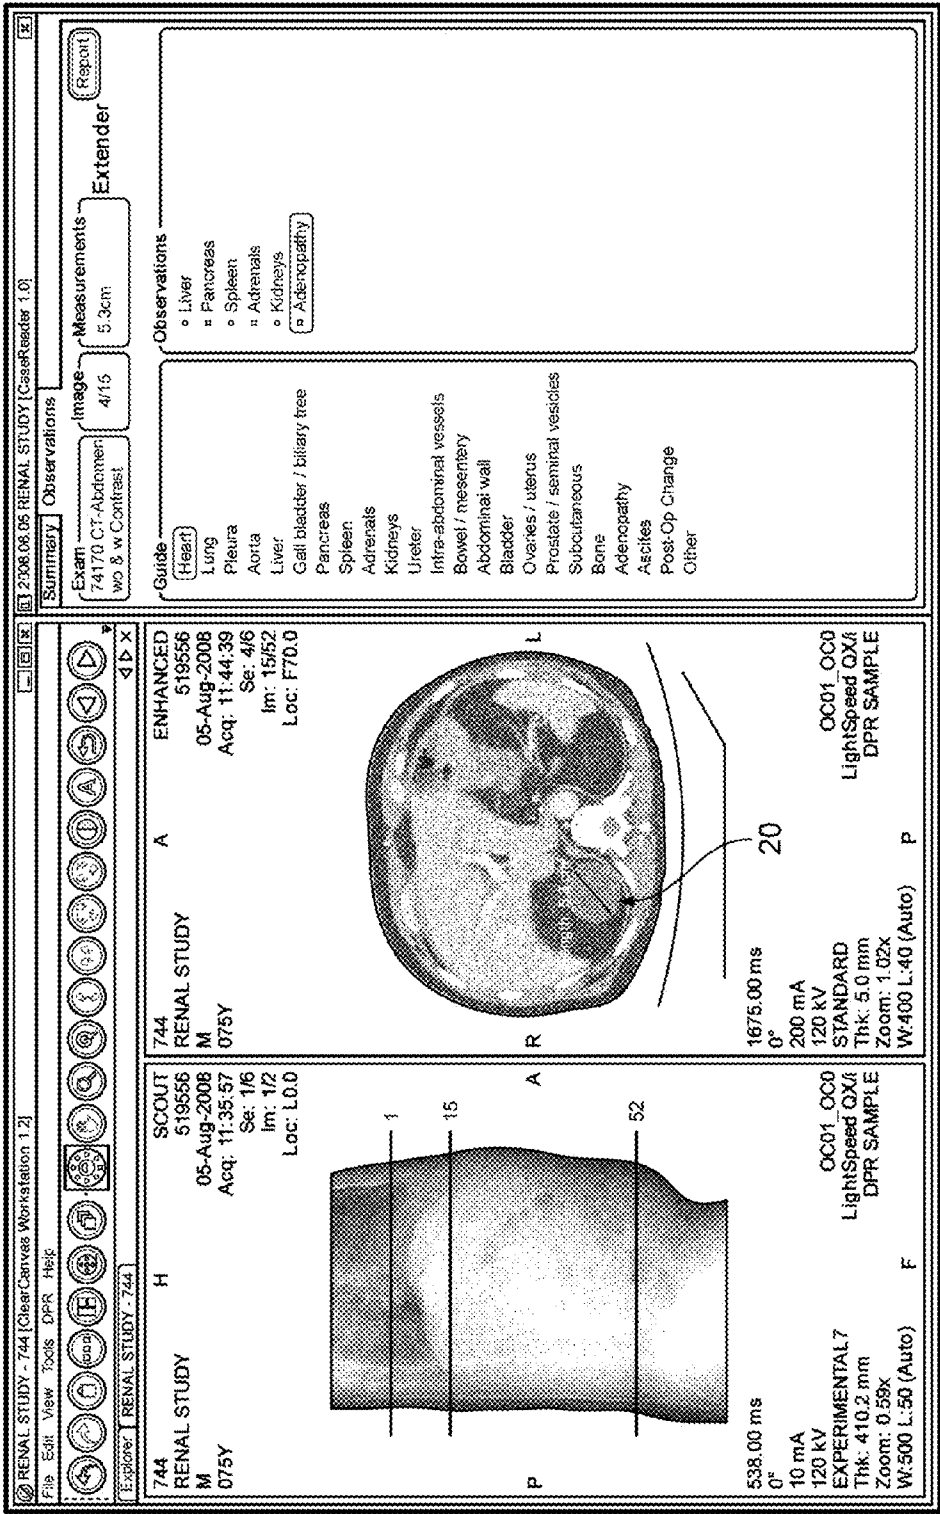 RENAL STUDY - 744 [ClearCanvas Workstation 1.2]
File Edit View Tools DPR Help
Explorer RENAL STUDY - 744
744
RENAL STUDY
M
075Y
H
SCOUT
519556
05-Aug-2008
Acq: 11:35:57
Se: 1/6
Im: 1/2
Loc: L0.0
1
15
52
P
A
538.00 ms
0°
10 mA
120 kV
EXPERIMENTAL7
Thk: 410.2 mm
Zoom: 0.59x
W:500 L:50 (Auto)
F
OC01_OC0
LightSpeed QX/i
DPR SAMPLE
744
RENAL STUDY
M
075Y
A
ENHANCED
519556
05-Aug-2008
Acq: 11:44:39
Se: 4/6
Im: 15/52
Loc: F70.0
R
L
20
1675.00 ms
0°
200 mA
120 kV
STANDARD
Thk: 5.0 mm
Zoom: 1.02x
W:400 L:40 (Auto)
P
OC01_OC0
LightSpeed QX/i
DPR SAMPLE
2008.08.05 RENAL STUDY [CaseReader 1.0]
Summary Observations
Exam
74170 CT-Abdomen
wo & w Contrast
Image
4/15
Measurements
5.3cm
Extender
Report
Guide
Heart
Lung
Pleura
Aorta
Liver
Gall bladder / biliary tree
Pancreas
Spleen
Adrenals
Kidneys
Ureter
Intra-abdominal vessels
Bowel / mesentery
Abdominal wall
Bladder
Ovaries / uterus
Prostate / seminal vesicles
Subcutaneous
Bone
Adenopathy
Ascites
Post-Op Change
Other
Observations
Liver
Pancreas
Spleen
Adrenals
Kidneys
Adenopathy